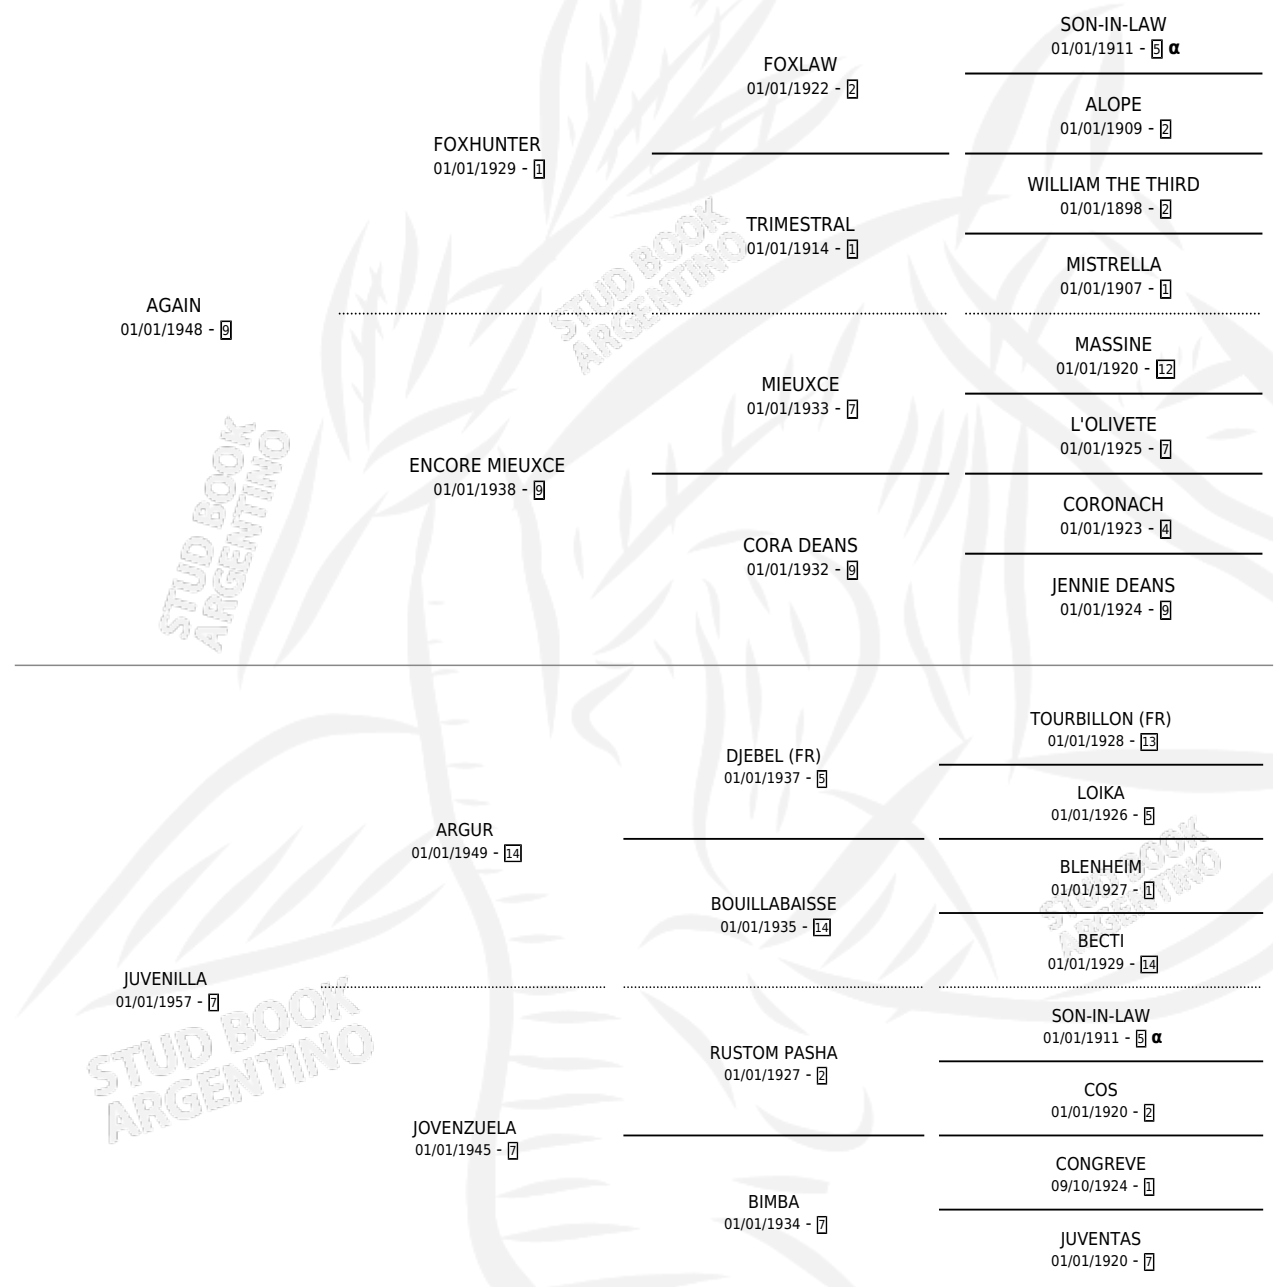 SON-IN-LAW
01/01/1911 - 5 α
FOXLAW
01/01/1922 - 2
ALOPE
01/01/1909 - 2
FOXHUNTER
01/01/1929 - 1
WILLIAM THE THIRD
01/01/1898 - 2
TRIMESTRAL
01/01/1914 - 1
MISTRELLA
01/01/1907 - 1
AGAIN
01/01/1948 - 9
MASSINE
01/01/1920 - 12
MIEUXCE
01/01/1933 - 7
L'OLIVETE
01/01/1925 - 7
ENCORE MIEUXCE
01/01/1938 - 9
CORONACH
01/01/1923 - 4
CORA DEANS
01/01/1932 - 9
JENNIE DEANS
01/01/1924 - 9
STUD BOOK
ARGENTINO
STUD BOOK
ARGENTINO
TOURBILLON (FR)
01/01/1928 - 13
DJEBEL (FR)
01/01/1937 - 5
LOIKA
01/01/1926 - 5
ARGUR
01/01/1949 - 14
BLENHEIM
01/01/1927 - 1
BOUILLABAISSE
01/01/1935 - 14
BECTI
01/01/1929 - 14
JUVENILLA
01/01/1957 - 7
SON-IN-LAW
01/01/1911 - 5 α
RUSTOM PASHA
01/01/1927 - 2
COS
01/01/1920 - 2
JOVENZUELA
01/01/1945 - 7
CONGREVE
09/10/1924 - 1
BIMBA
01/01/1934 - 7
JUVENTAS
01/01/1920 - 7
STUD BOOK
ARGENTINO
STUD BOOK
ARGENTINO